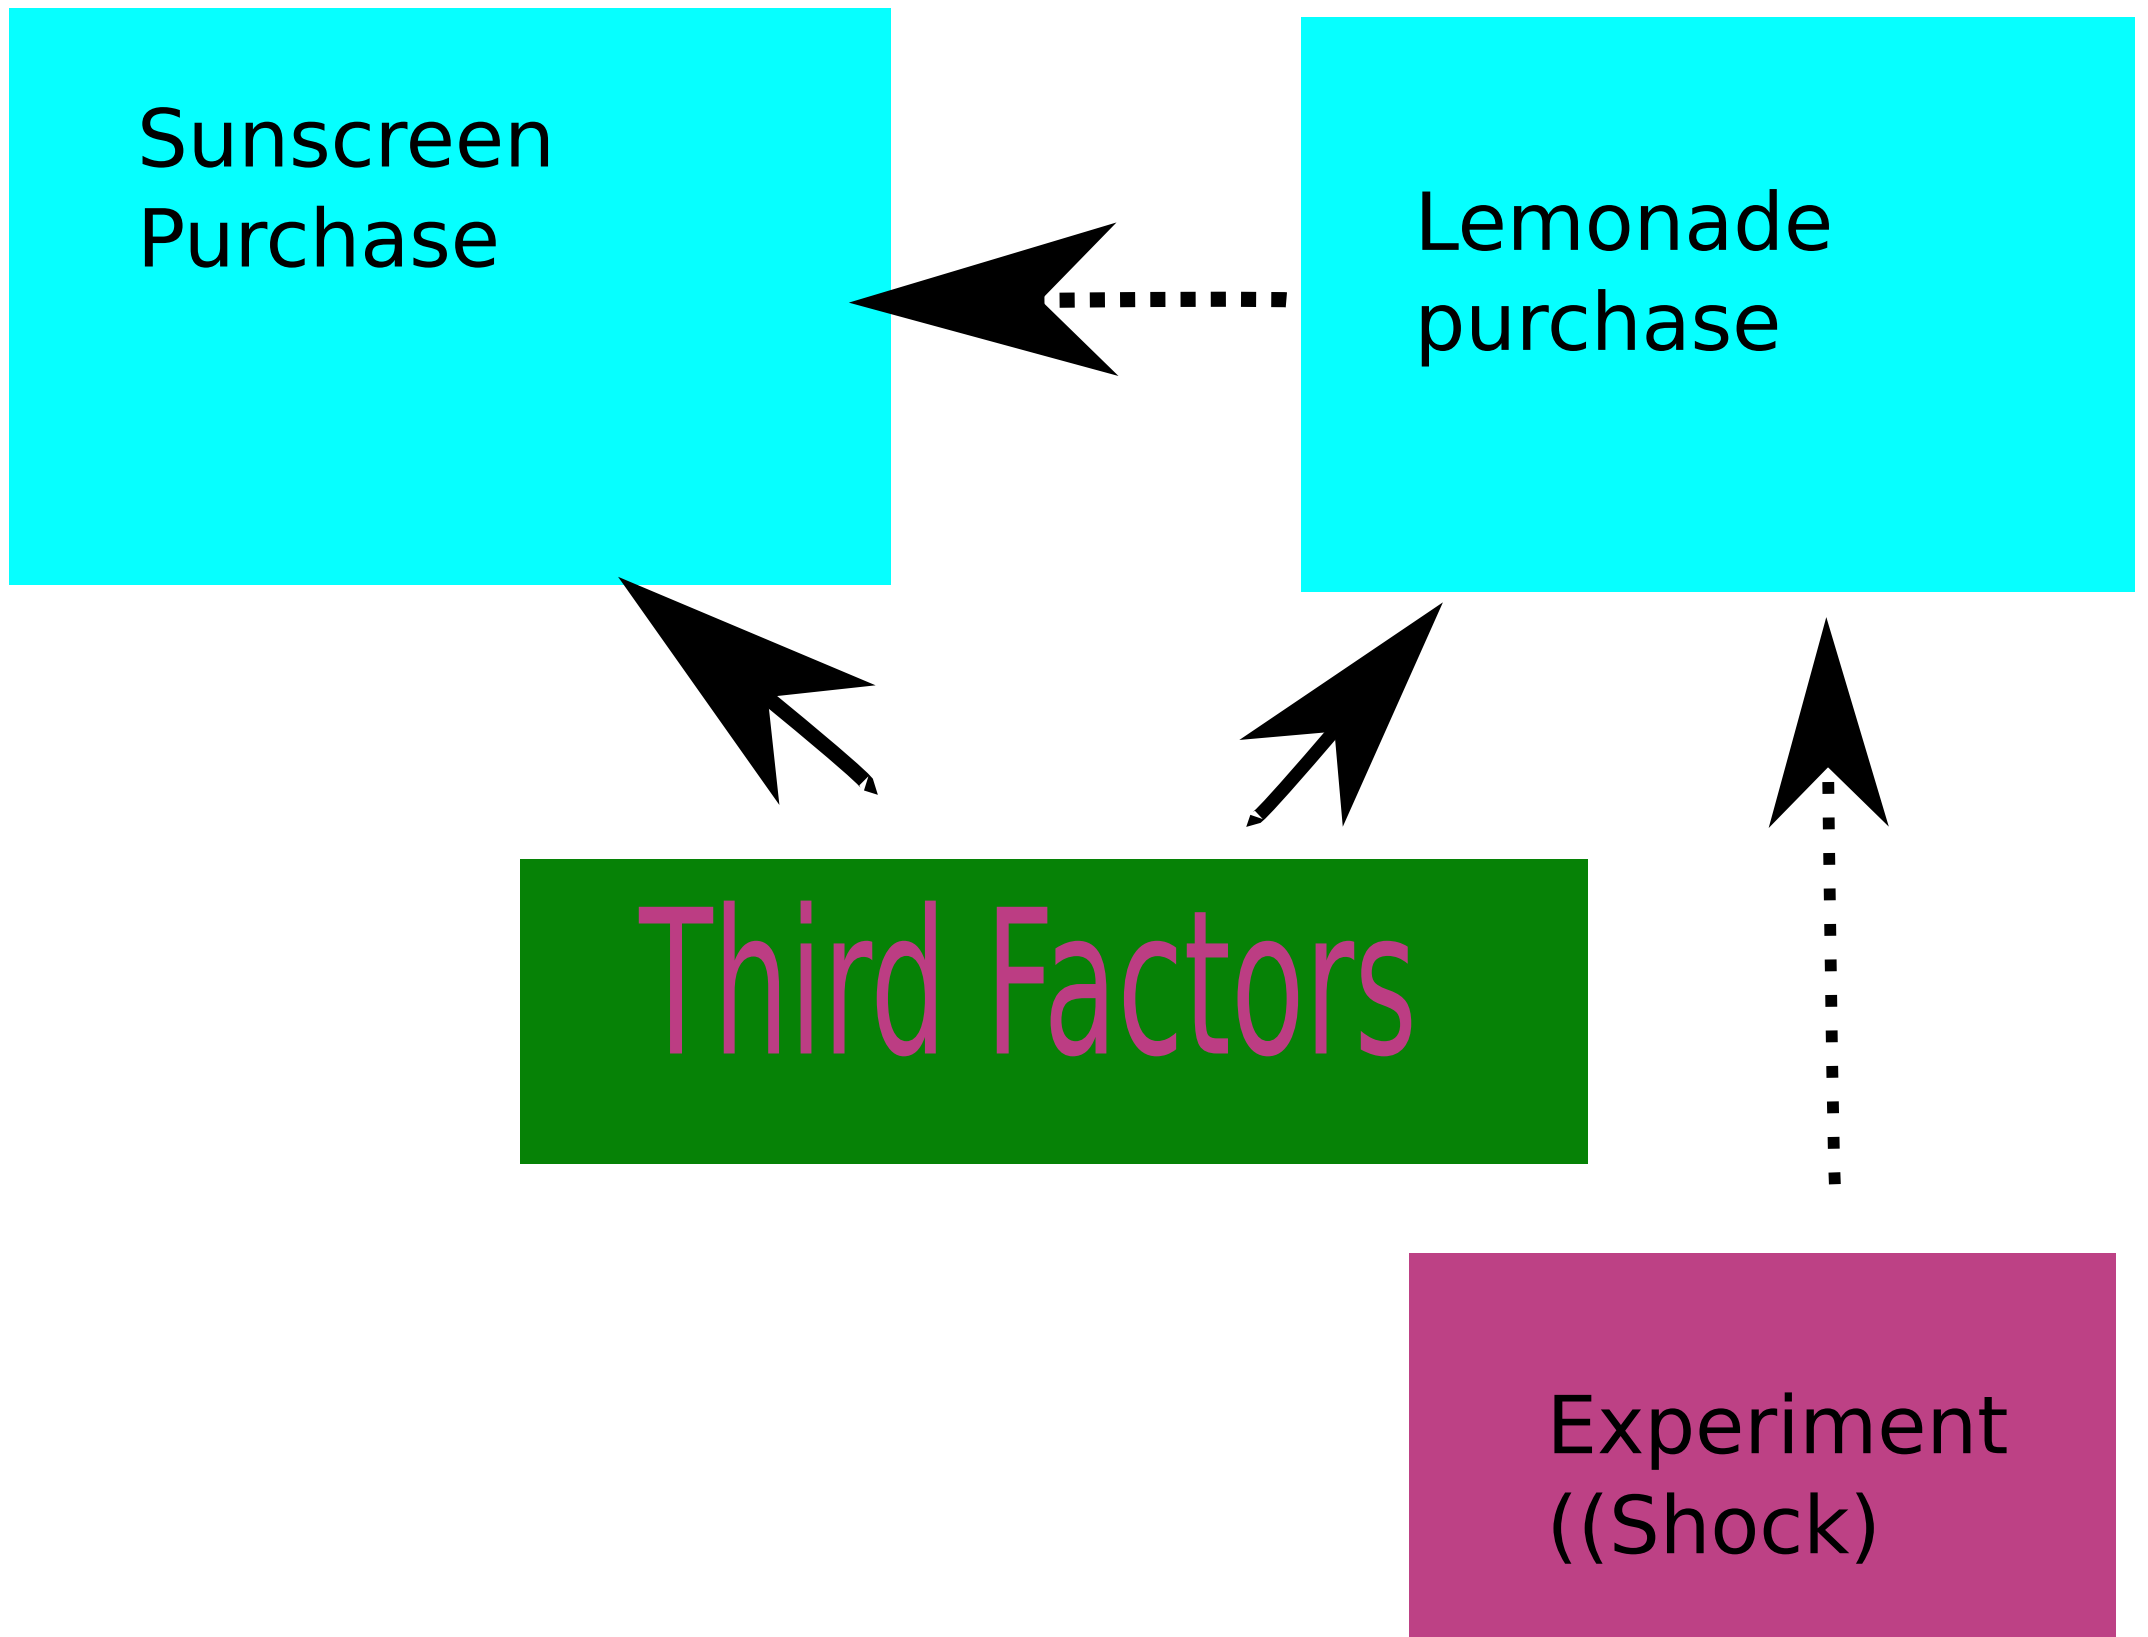 Sunscreen
Purchase
Lemonade
purchase
Third Factors
Experiment
((Shock)